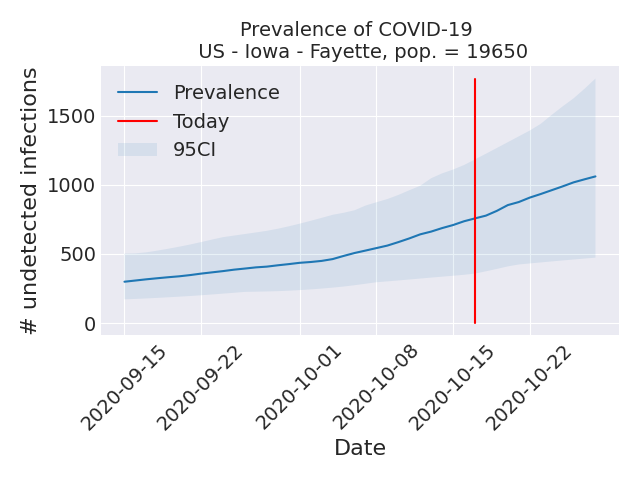 Prevalence of COVID-19
US - Iowa - Fayette, pop. = 19650
# undetected infections
1500
1000
500
0
Prevalence
Today
95CI
2020-09-15
2020-09-22
2020-10-01
2020-10-08
2020-10-15
2020-10-22
Date